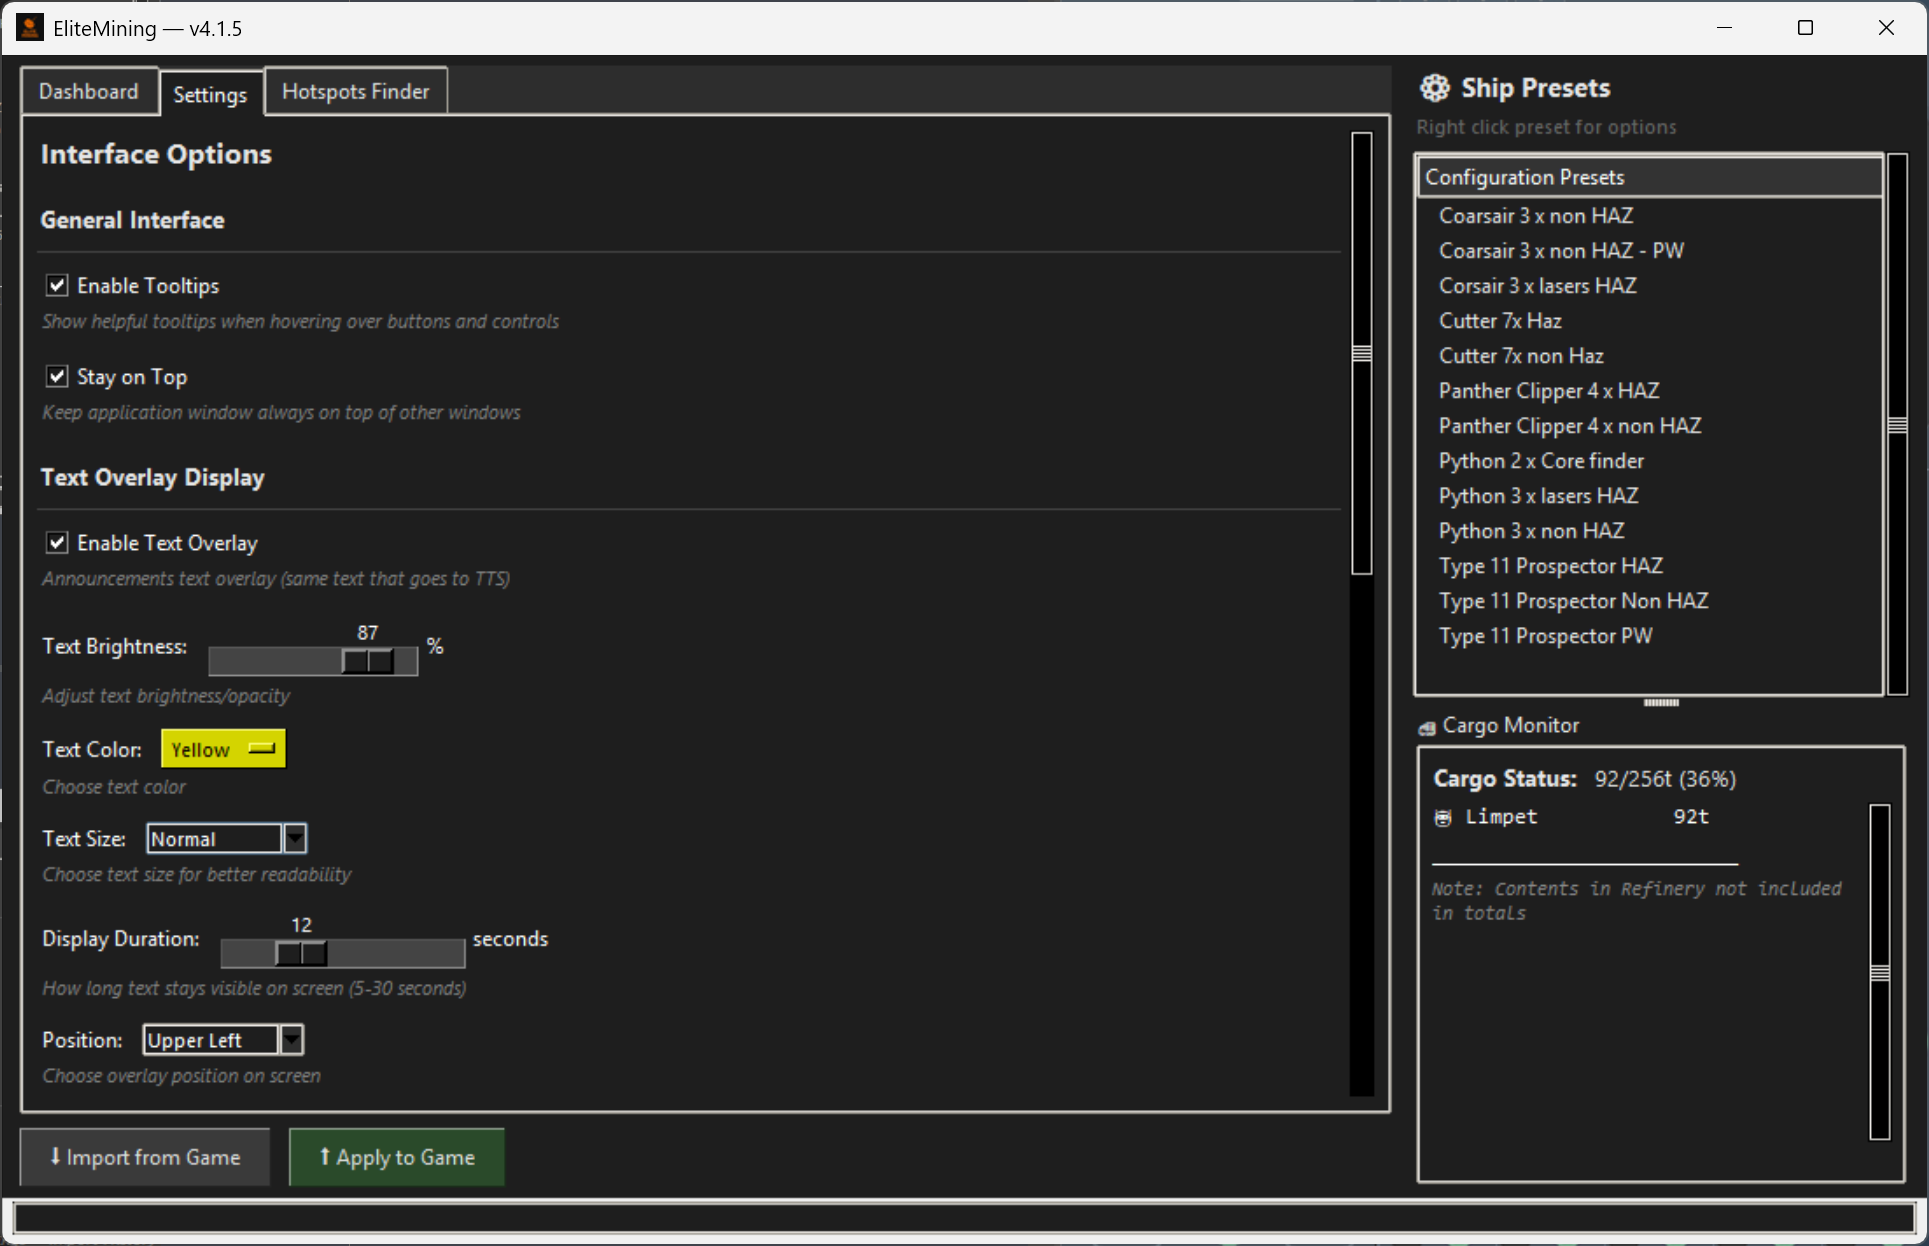 EliteMining — v4.1.5
Dashboard
Settings
Hotspots Finder
Interface Options
General Interface
Enable Tooltips
Show helpful tooltips when hovering over buttons and controls
Stay on Top
Keep application window always on top of other windows
Text Overlay Display
Enable Text Overlay
Announcements text overlay (same text that goes to TTS)
87
Text Brightness: %
Adjust text brightness/opacity
Text Color: Yellow
Choose text color
Text Size: Normal
Choose text size for better readability
12
Display Duration: seconds
How long text stays visible on screen (5-30 seconds)
Position: Upper Left
Choose overlay position on screen
⬇ Import from Game
⬆ Apply to Game
Ship Presets
Right click preset for options
Configuration Presets
Coarsair 3 x non HAZ
Coarsair 3 x non HAZ - PW
Corsair 3 x lasers HAZ
Cutter 7x Haz
Cutter 7x non Haz
Panther Clipper 4 x HAZ
Panther Clipper 4 x non HAZ
Python 2 x Core finder
Python 3 x lasers HAZ
Python 3 x non HAZ
Type 11 Prospector HAZ
Type 11 Prospector Non HAZ
Type 11 Prospector PW
Cargo Monitor
Cargo Status: 92/256t (36%)
Limpet 92t
Note: Contents in Refinery not included
in totals